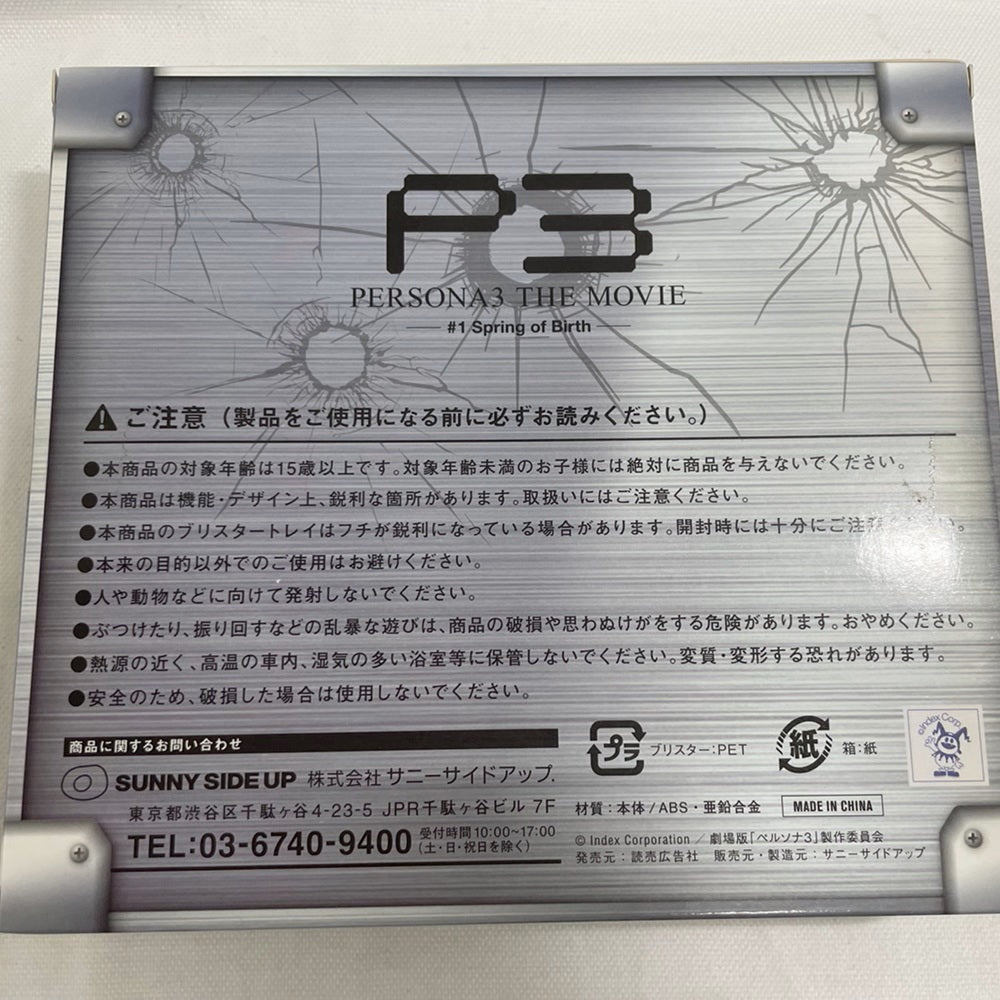 P3
PERSONA3 THE MOVIE
#1 Spring of Birth
ご注意（製品をご使用になる前に必ずお読みください。）
●本商品の対象年齢は15歳以上です。対象年齢未満のお子様には絶対に商品を与えないでください。
●本商品は機能・デザイン上、鋭利な箇所があります。取扱いにはご注意ください。
●本商品のブリスタートレイはフチが鋭利になっている場合があります。開封時には十分にご注
●本来の目的以外でのご使用はお避けください。
●人や動物などに向けて発射しないでください。
●ぶつけたり、振り回すなどの乱暴な遊びは、商品の破損や思わぬけがをする危険があります。おやめください。
●熱源の近く、高温の車内、湿気の多い浴室等に保管しないでください。変質・変形する恐れがあります。
●安全のため、破損した場合は使用しないでください。
商品に関するお問い合わせ
SUNNY SIDE UP 株式会社 サニーサイドアップ.
東京都渋谷区千駄ヶ谷4-23-5 JPR千駄ヶ谷ビル 7F
TEL:03-6740-9400 受付時間10:00~17:00
(土・日・祝日を除く)
プラ ブリスター:PET
紙 箱:紙
材質:本体/ABS・亜鉛合金 MADE IN CHINA
© Index Corporation / 劇場版「ペルソナ3」製作委員会
発売元:読売広告社 販売元・製造元:サニーサイドアップ
©Index Corp